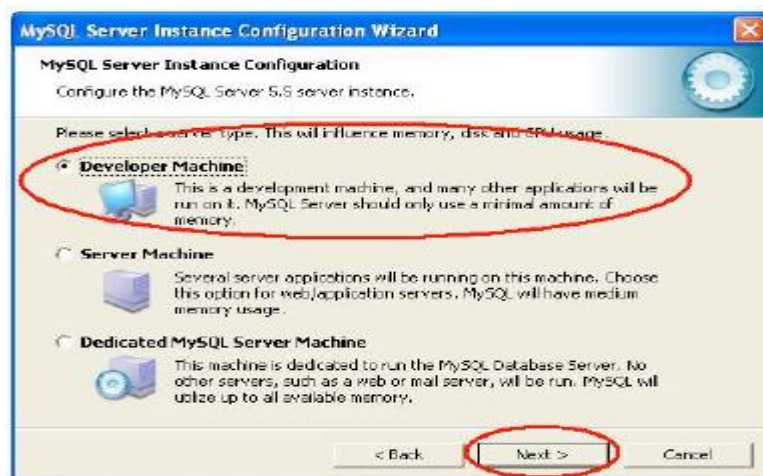 MySQL Server Instance Configuration Wizard
MySQL Server Instance Configuration
Configure the MySQL Server 5.5 server instance.
Please select a server type. This will influence memory, disk and CPU usage.
Developer Machine
This is a development machine, and many other applications will be
run on it. MySQL Server should only use a minimal amount of
memory.
Server Machine
Several server applications will be running on this machine. Choose
this option for web/application servers. MySQL will have medium
memory usage.
Dedicated MySQL Server Machine
This machine is dedicated to run the MySQL Database Server. No
other servers, such as a web or mail server, will be run. MySQL will
utilize up to all available memory.
< Back
Next >
Cancel